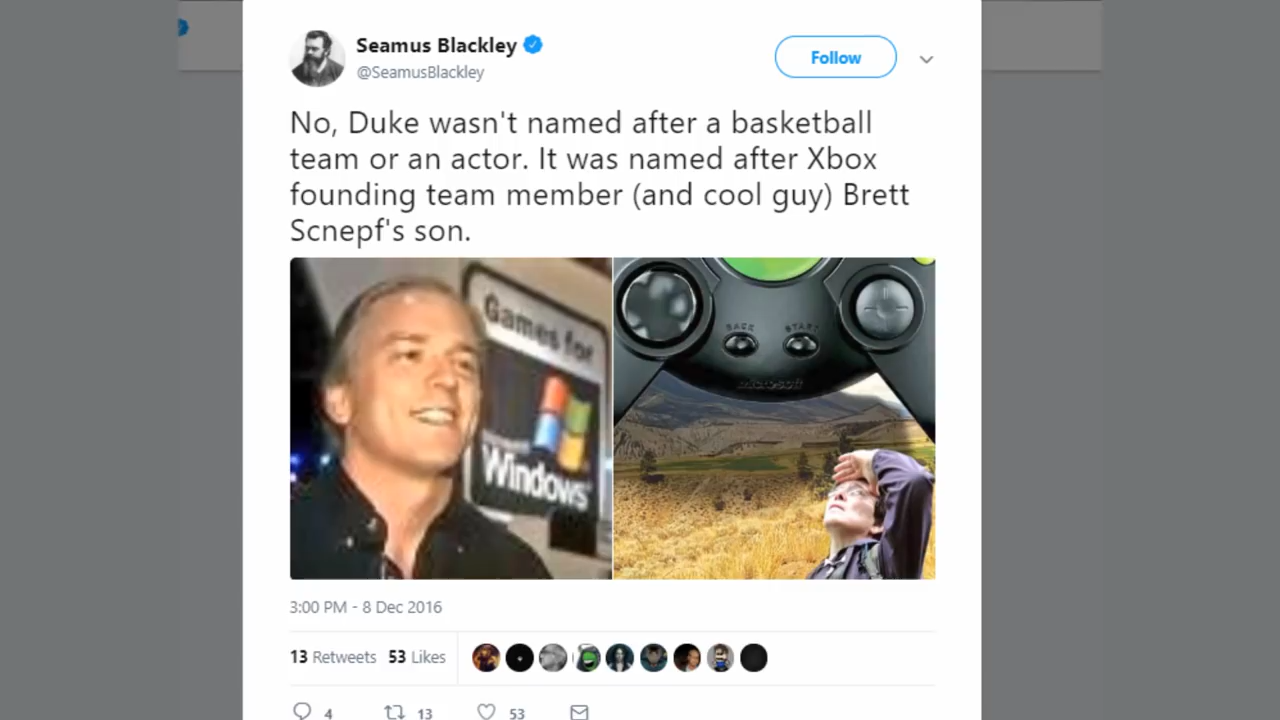 Seamus Blackley
@SeamusBlackley
Follow
No, Duke wasn't named after a basketball
team or an actor. It was named after Xbox
founding team member (and cool guy) Brett
Scnepf's son.
Games for
Windows
BACK
START
microsoft
3:00 PM - 8 Dec 2016
13 Retweets 53 Likes
4 13 53